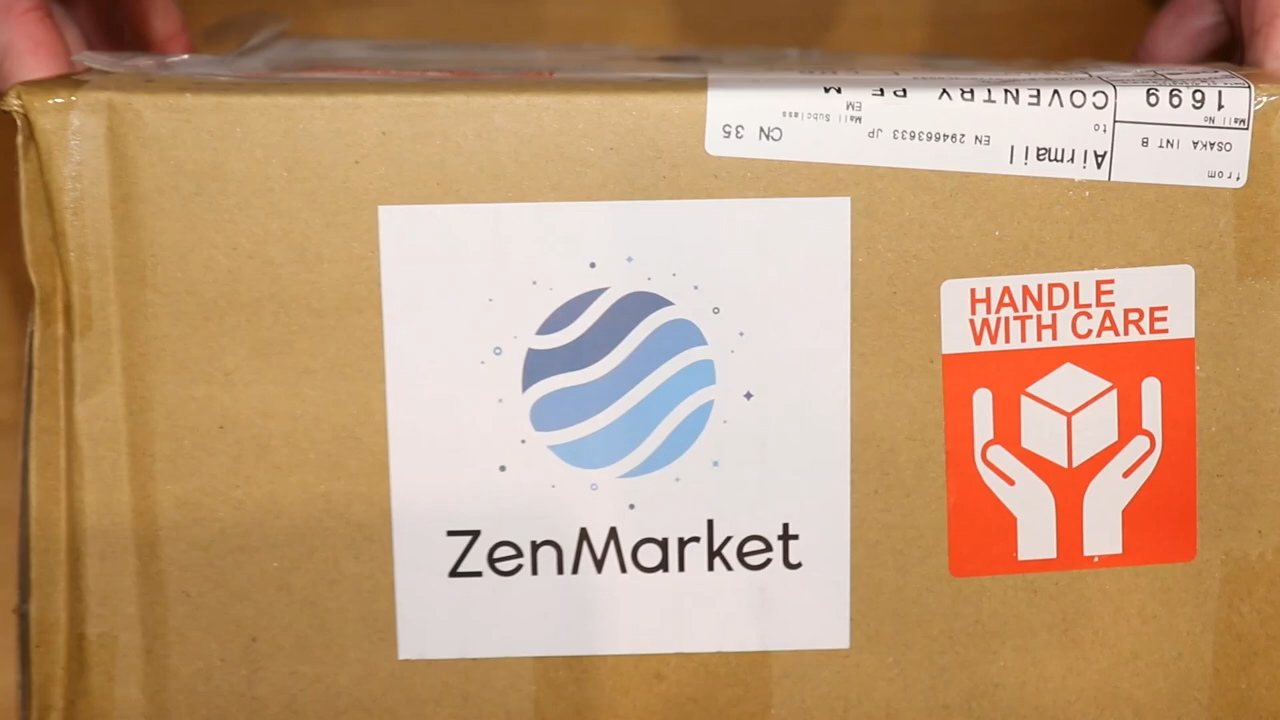 from
OSAKA INT B
Mail No
1699
Airmail
EN 29463633 JP
CN 35
to
Mail Subclass
EM
COVENTRY
HANDLE
WITH CARE
ZenMarket